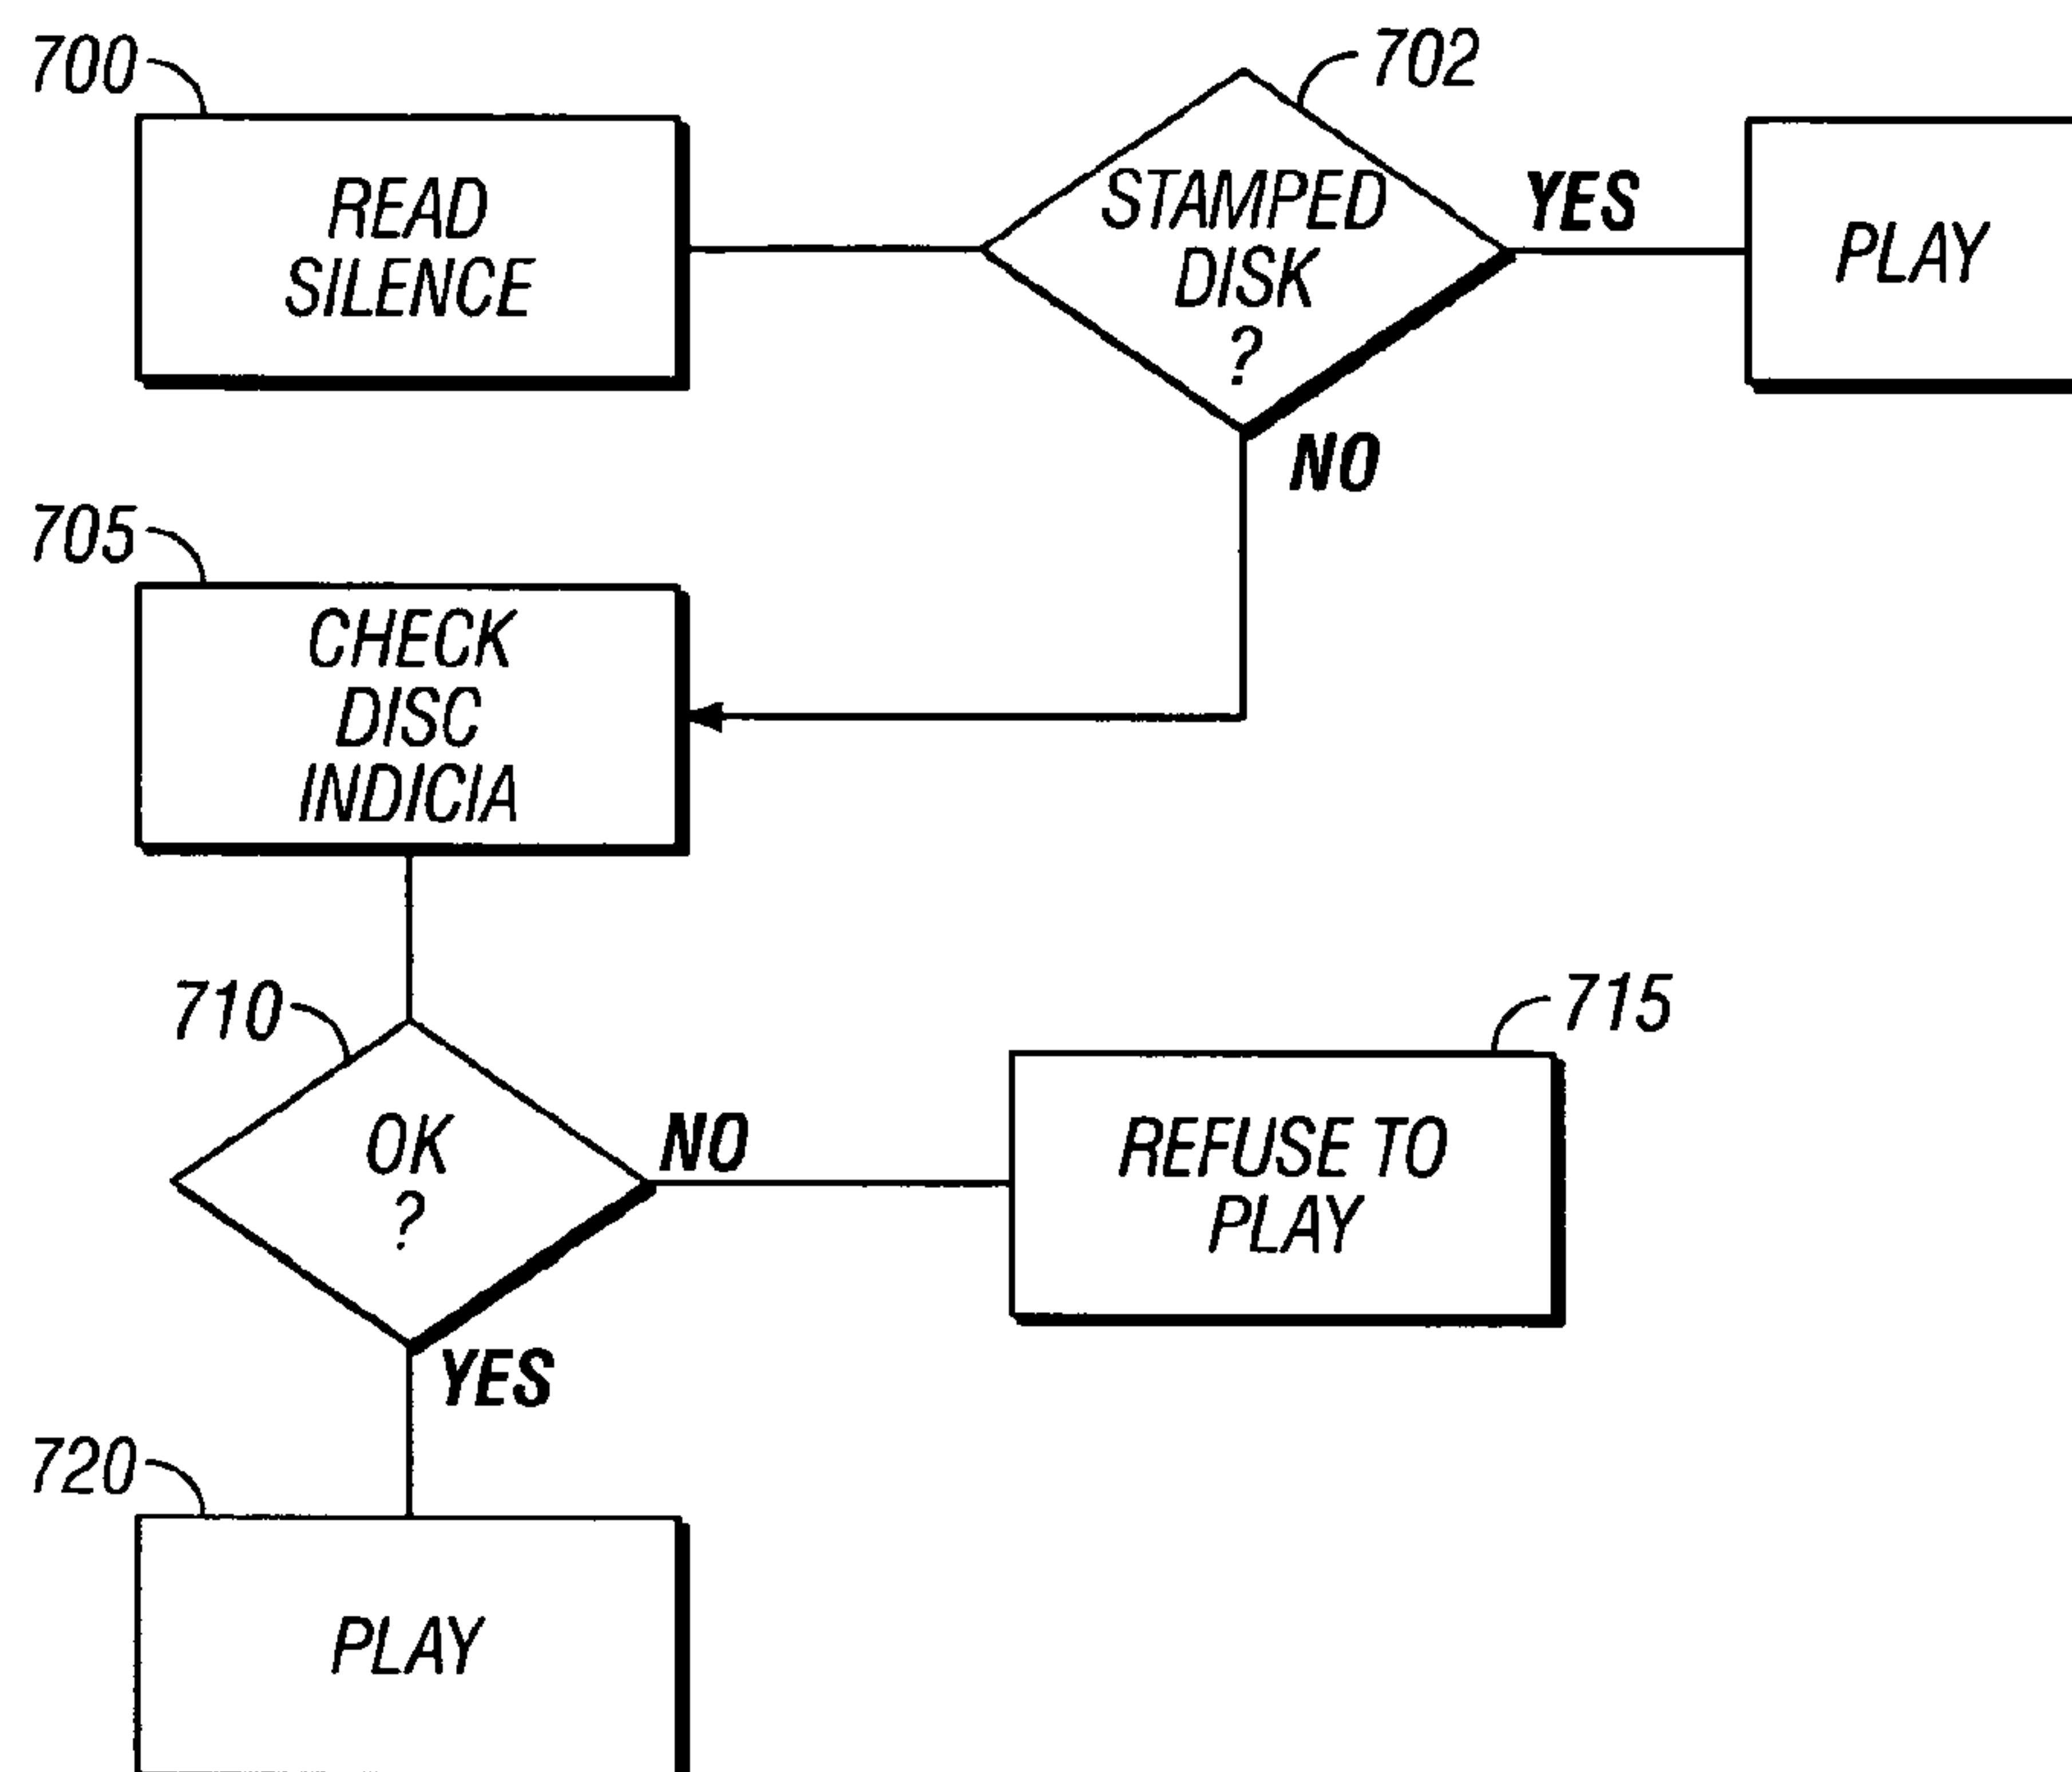 700
READ
SILENCE
702
STAMPED
DISK
?
YES
PLAY
NO
705
CHECK
DISC
INDICIA
710
OK
?
NO
715
REFUSE TO
PLAY
YES
720
PLAY